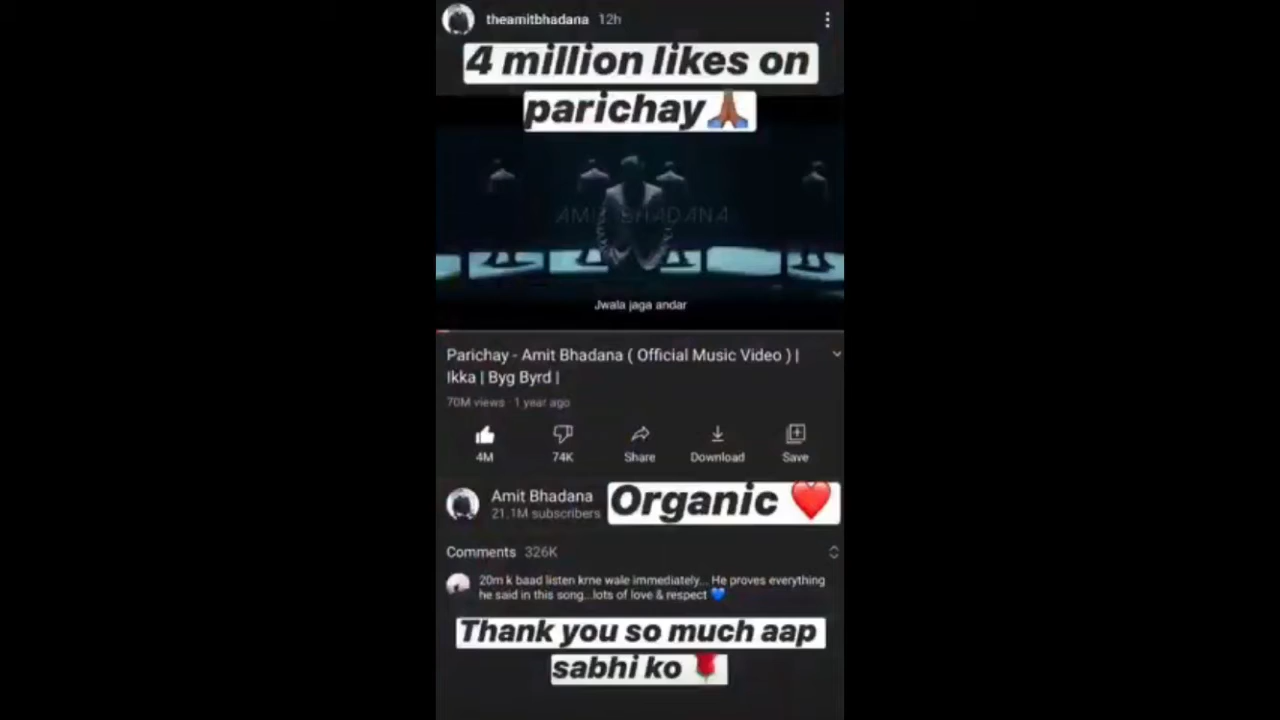 theamitbhadana 12h
4 million likes on
parichay🙏🏾
AMIT BHADANA
Jwala jaga andar
Parichay - Amit Bhadana ( Official Music Video ) |
Ikka | Byg Byrd |
70M views · 1 year ago
4M 74K Share Download Save
Amit Bhadana
21.1M subscribers
Organic ❤️
Comments 326K
20m k baad listen krne wale immediately... He proves everything
he said in this song...lots of love & respect 💙
Thank you so much aap
sabhi ko 🌹